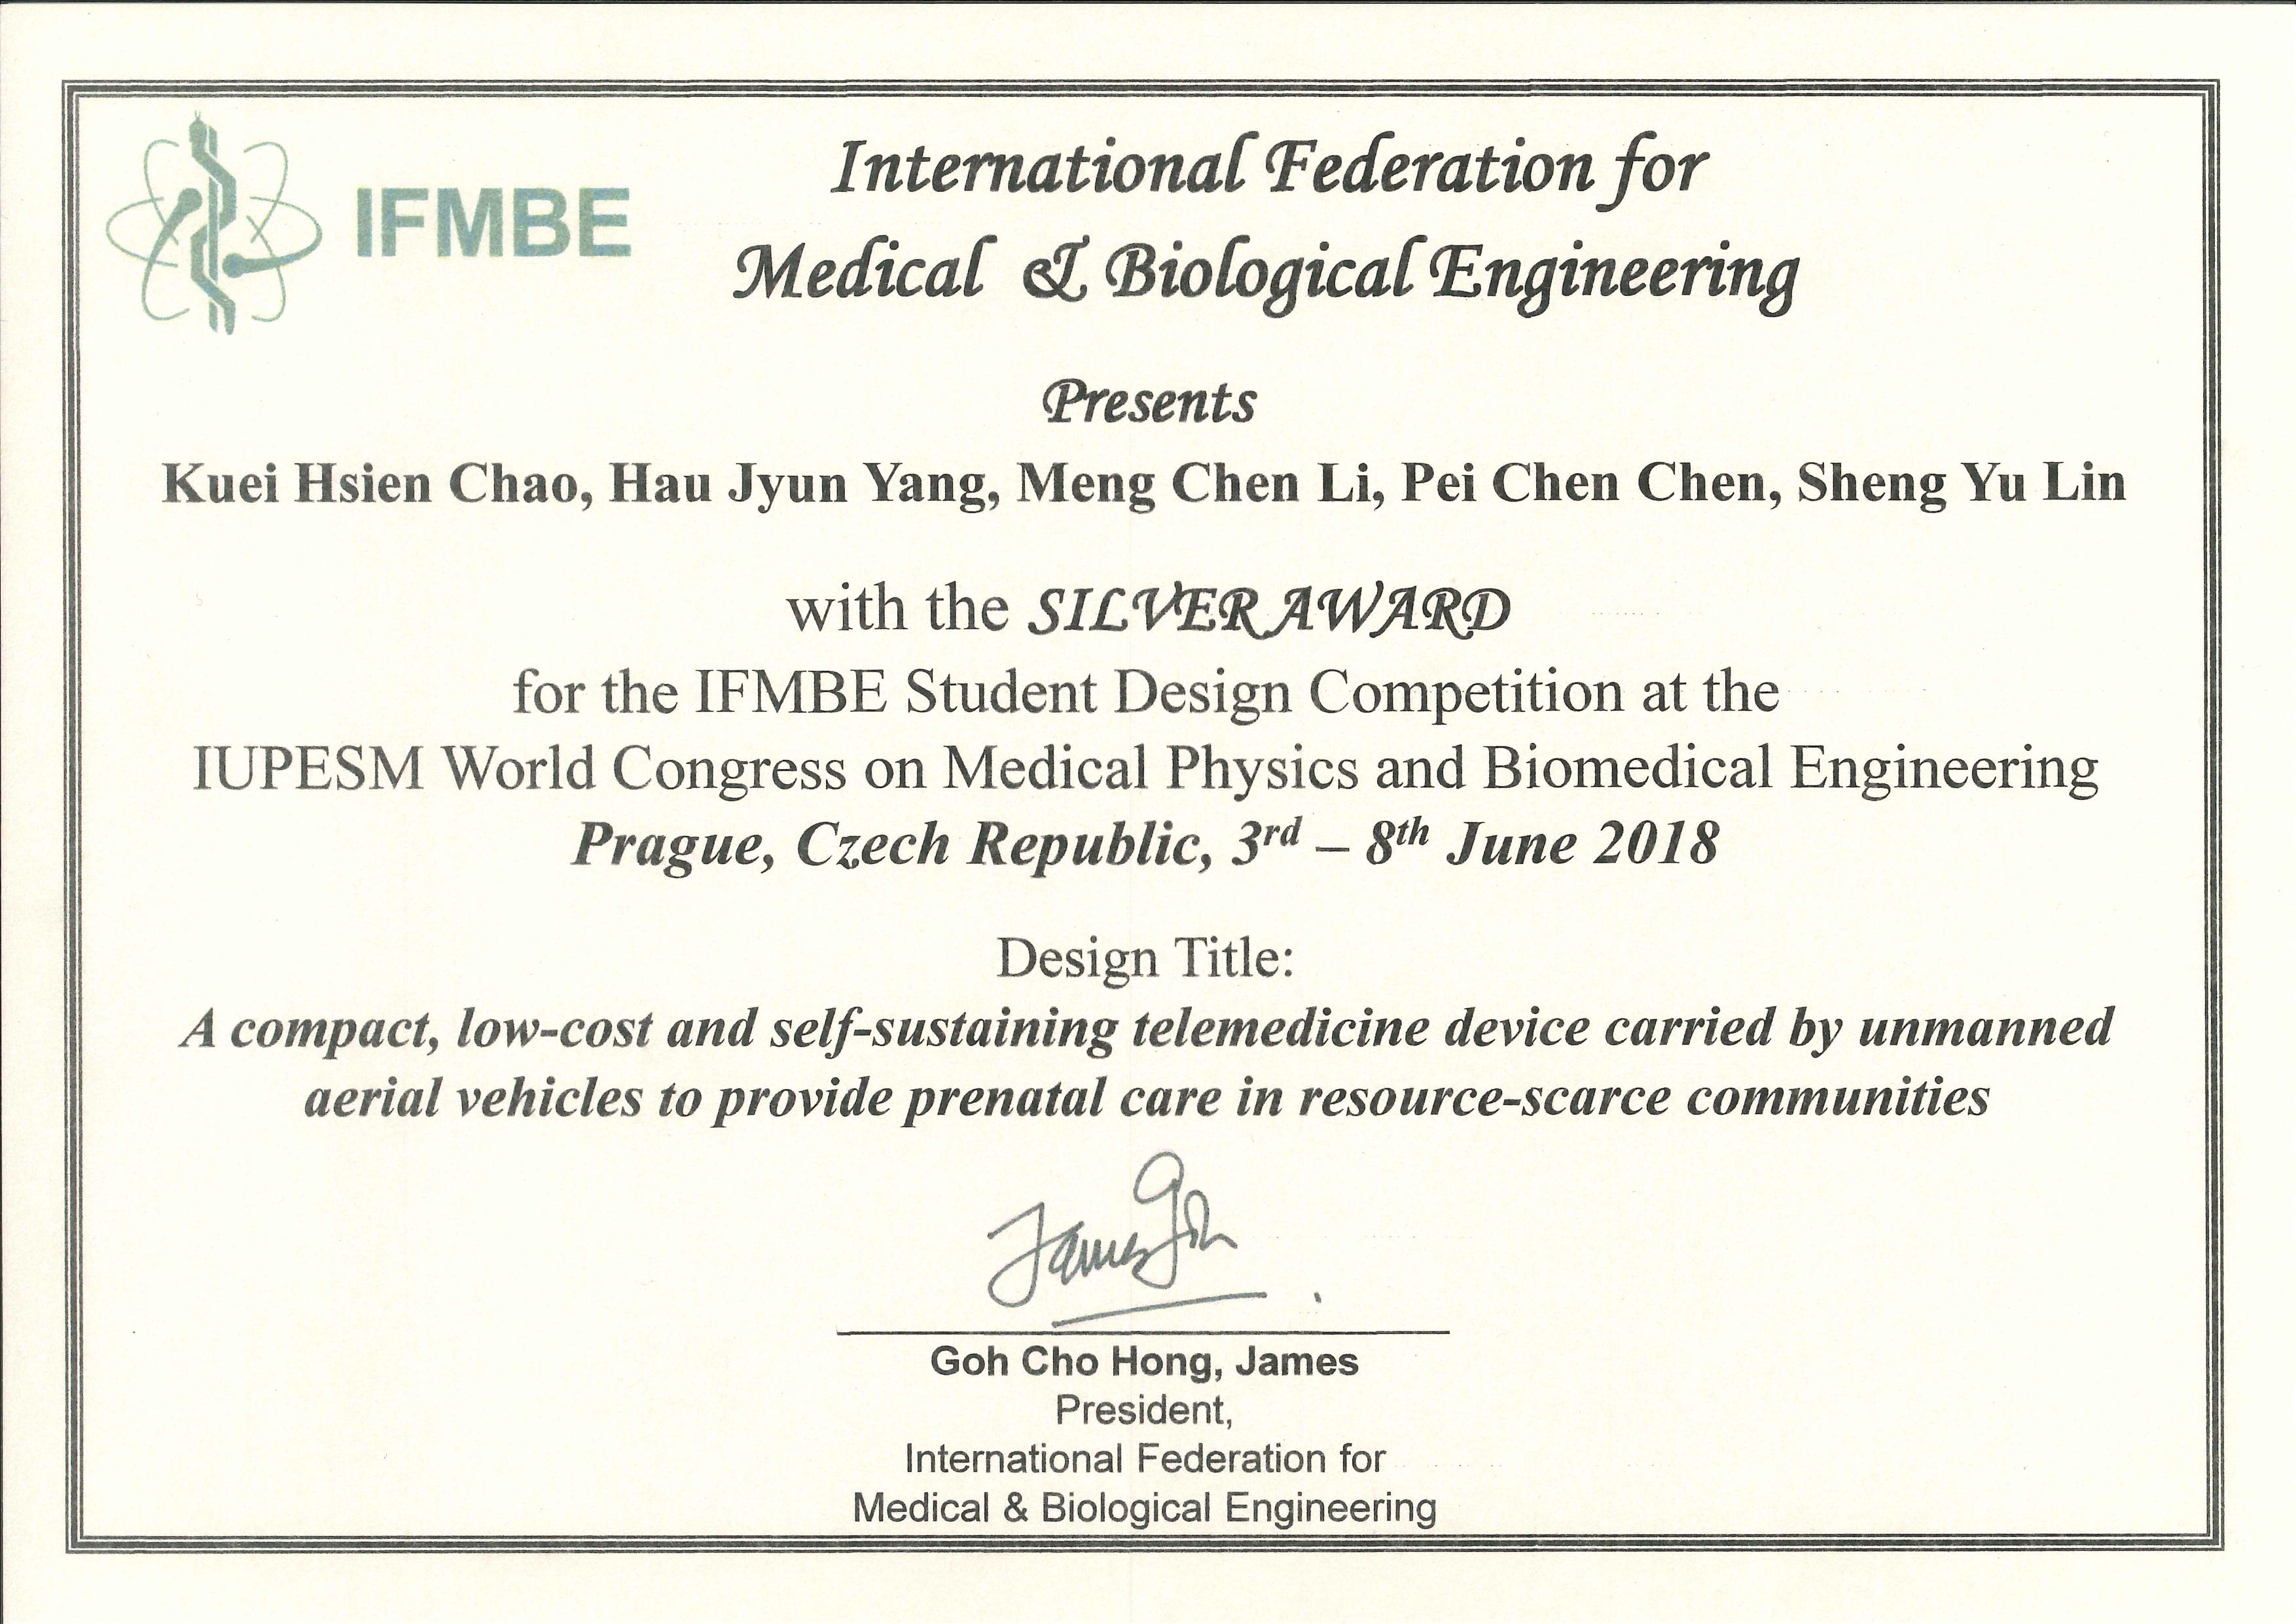 IFMBE
International Federation for
Medical & Biological Engineering
Presents
Kuei Hsien Chao, Hau Jyun Yang, Meng Chen Li, Pei Chen Chen, Sheng Yu Lin
with the SILVER AWARD
for the IFMBE Student Design Competition at the
IUPESM World Congress on Medical Physics and Biomedical Engineering
Prague, Czech Republic, 3rd – 8th June 2018
Design Title:
A compact, low-cost and self-sustaining telemedicine device carried by unmanned
aerial vehicles to provide prenatal care in resource-scarce communities
James Goh
Goh Cho Hong, James
President,
International Federation for
Medical & Biological Engineering